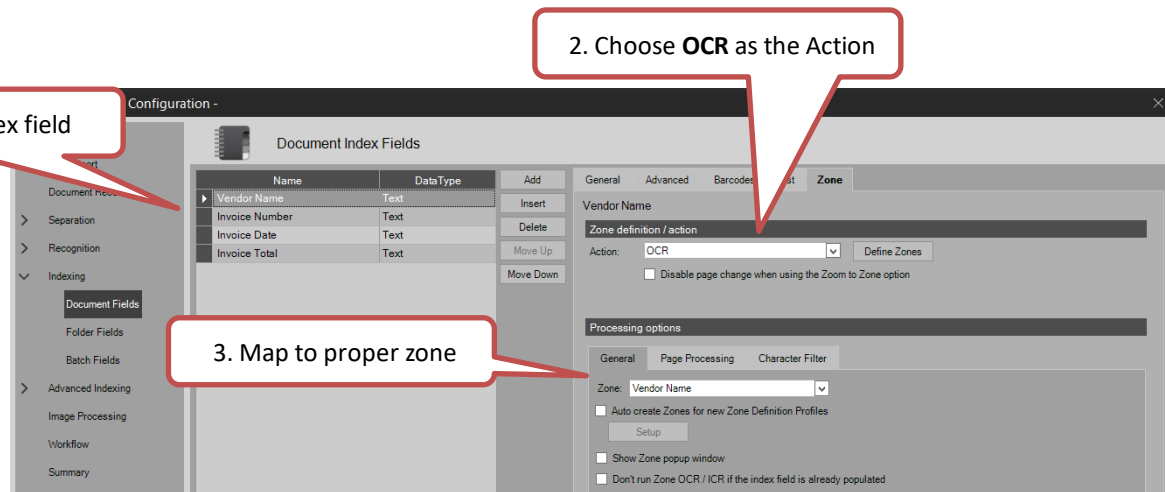 2. Choose OCR as the Action
ex field
Configuration -
Document Index Fields
Document
Separation
Recognition
Indexing
Document Fields
Folder Fields
Batch Fields
Advanced Indexing
Image Processing
Workflow
Summary
Name DataType
Vendor Name Text
Invoice Number Text
Invoice Date Text
Invoice Total Text
Add
Insert
Delete
Move Up
Move Down
General Advanced Barcodes Zone
Vendor Name
Zone definition / action
Action: OCR Define Zones
Disable page change when using the Zoom to Zone option
3. Map to proper zone
Processing options
General Page Processing Character Filter
Zone: Vendor Name
Auto create Zones for new Zone Definition Profiles
Setup
Show Zone popup window
Don't run Zone OCR / ICR if the index field is already populated